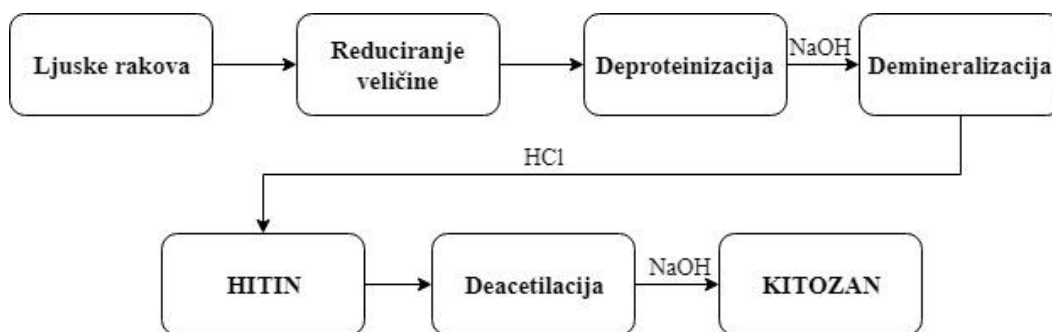 Ljuske rakova
Reduciranje
veličine
Deproteinizacija
NaOH
Demineralizacija
HCl
HITIN
Deacetilacija
NaOH
KITOZAN